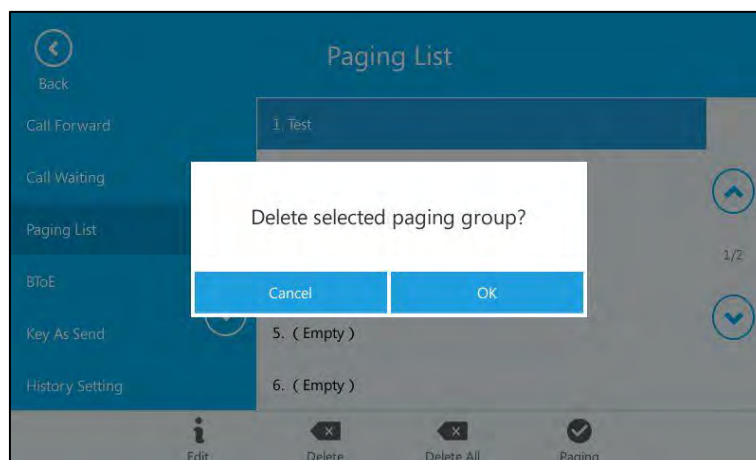 Paging List
Back
Call Forward
1. Test
Call Waiting
Delete selected paging group?
Paging List
1/2
BToE
Cancel
OK
Key As Send
5. ( Empty )
History Setting
6. ( Empty )
Edit
Delete
Delete All
Paging